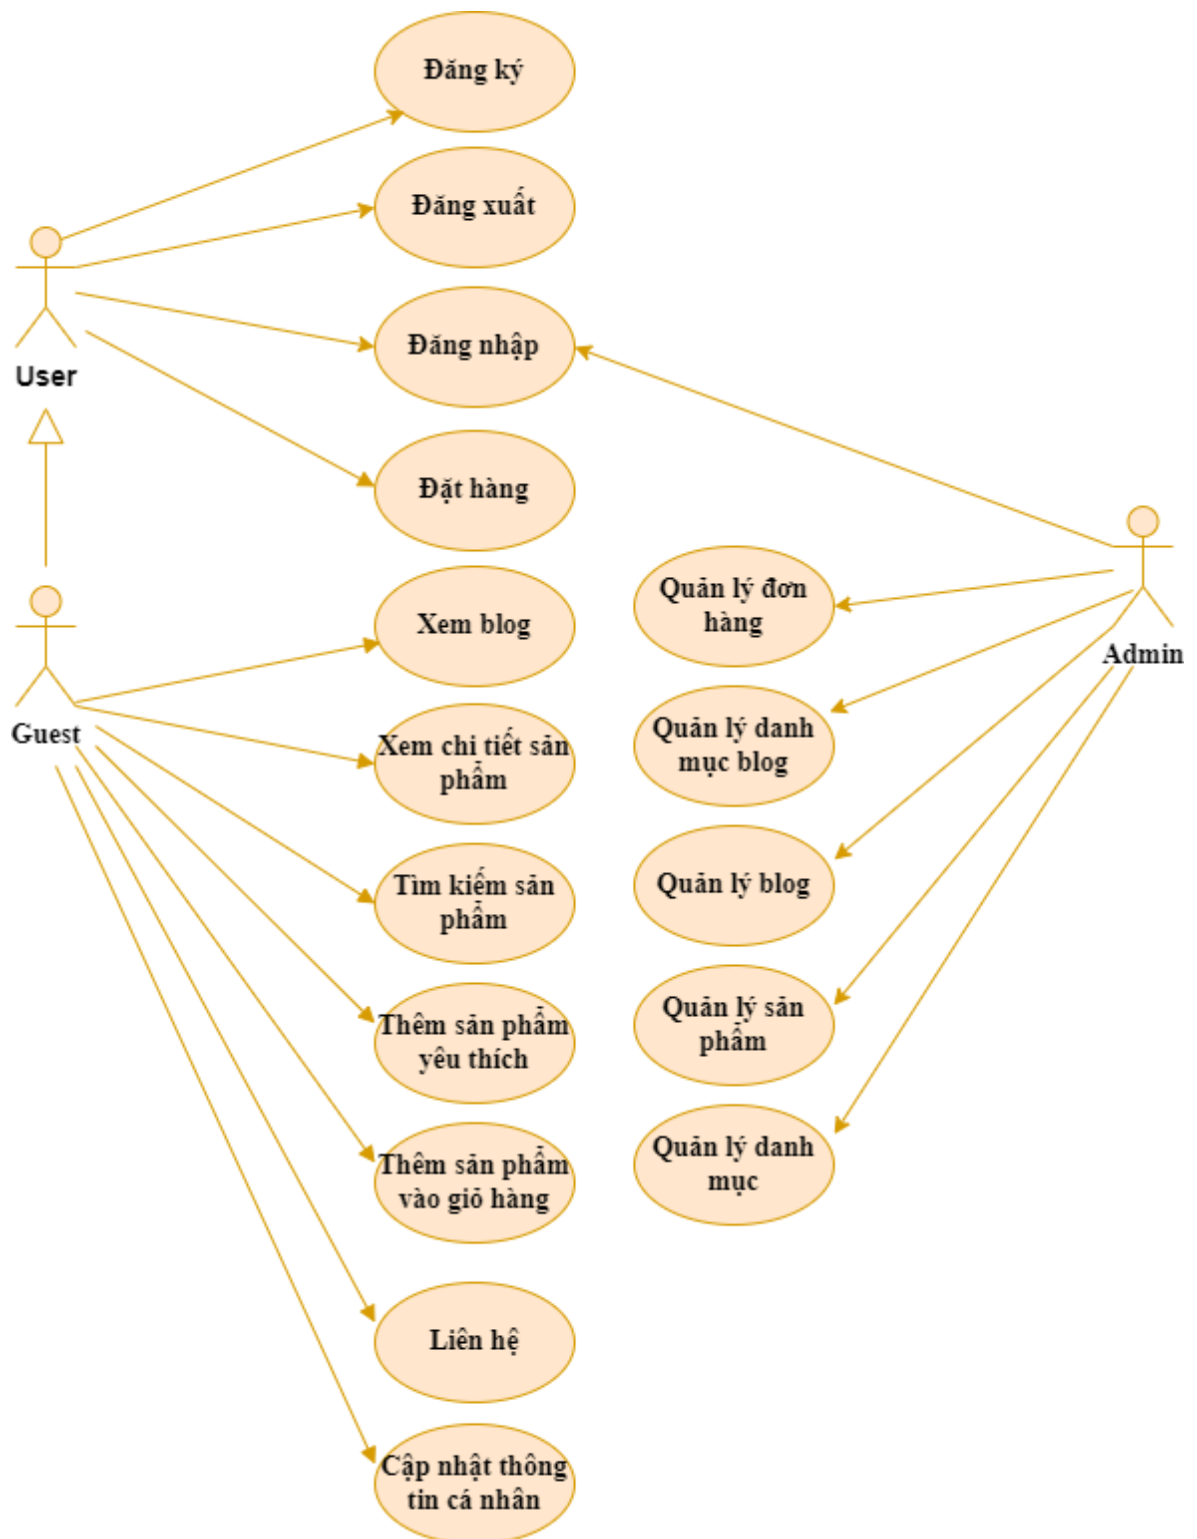 Đăng ký
Đăng xuất
Đăng nhập
User
Đặt hàng
Xem blog
Guest
Xem chi tiết sản
phẩm
Tìm kiếm sản
phẩm
Thêm sản phẩm
yêu thích
Thêm sản phẩm
vào giỏ hàng
Liên hệ
Cập nhật thông
tin cá nhân
Quản lý đơn
hàng
Admin
Quản lý danh
mục blog
Quản lý blog
Quản lý sản
phẩm
Quản lý danh
mục